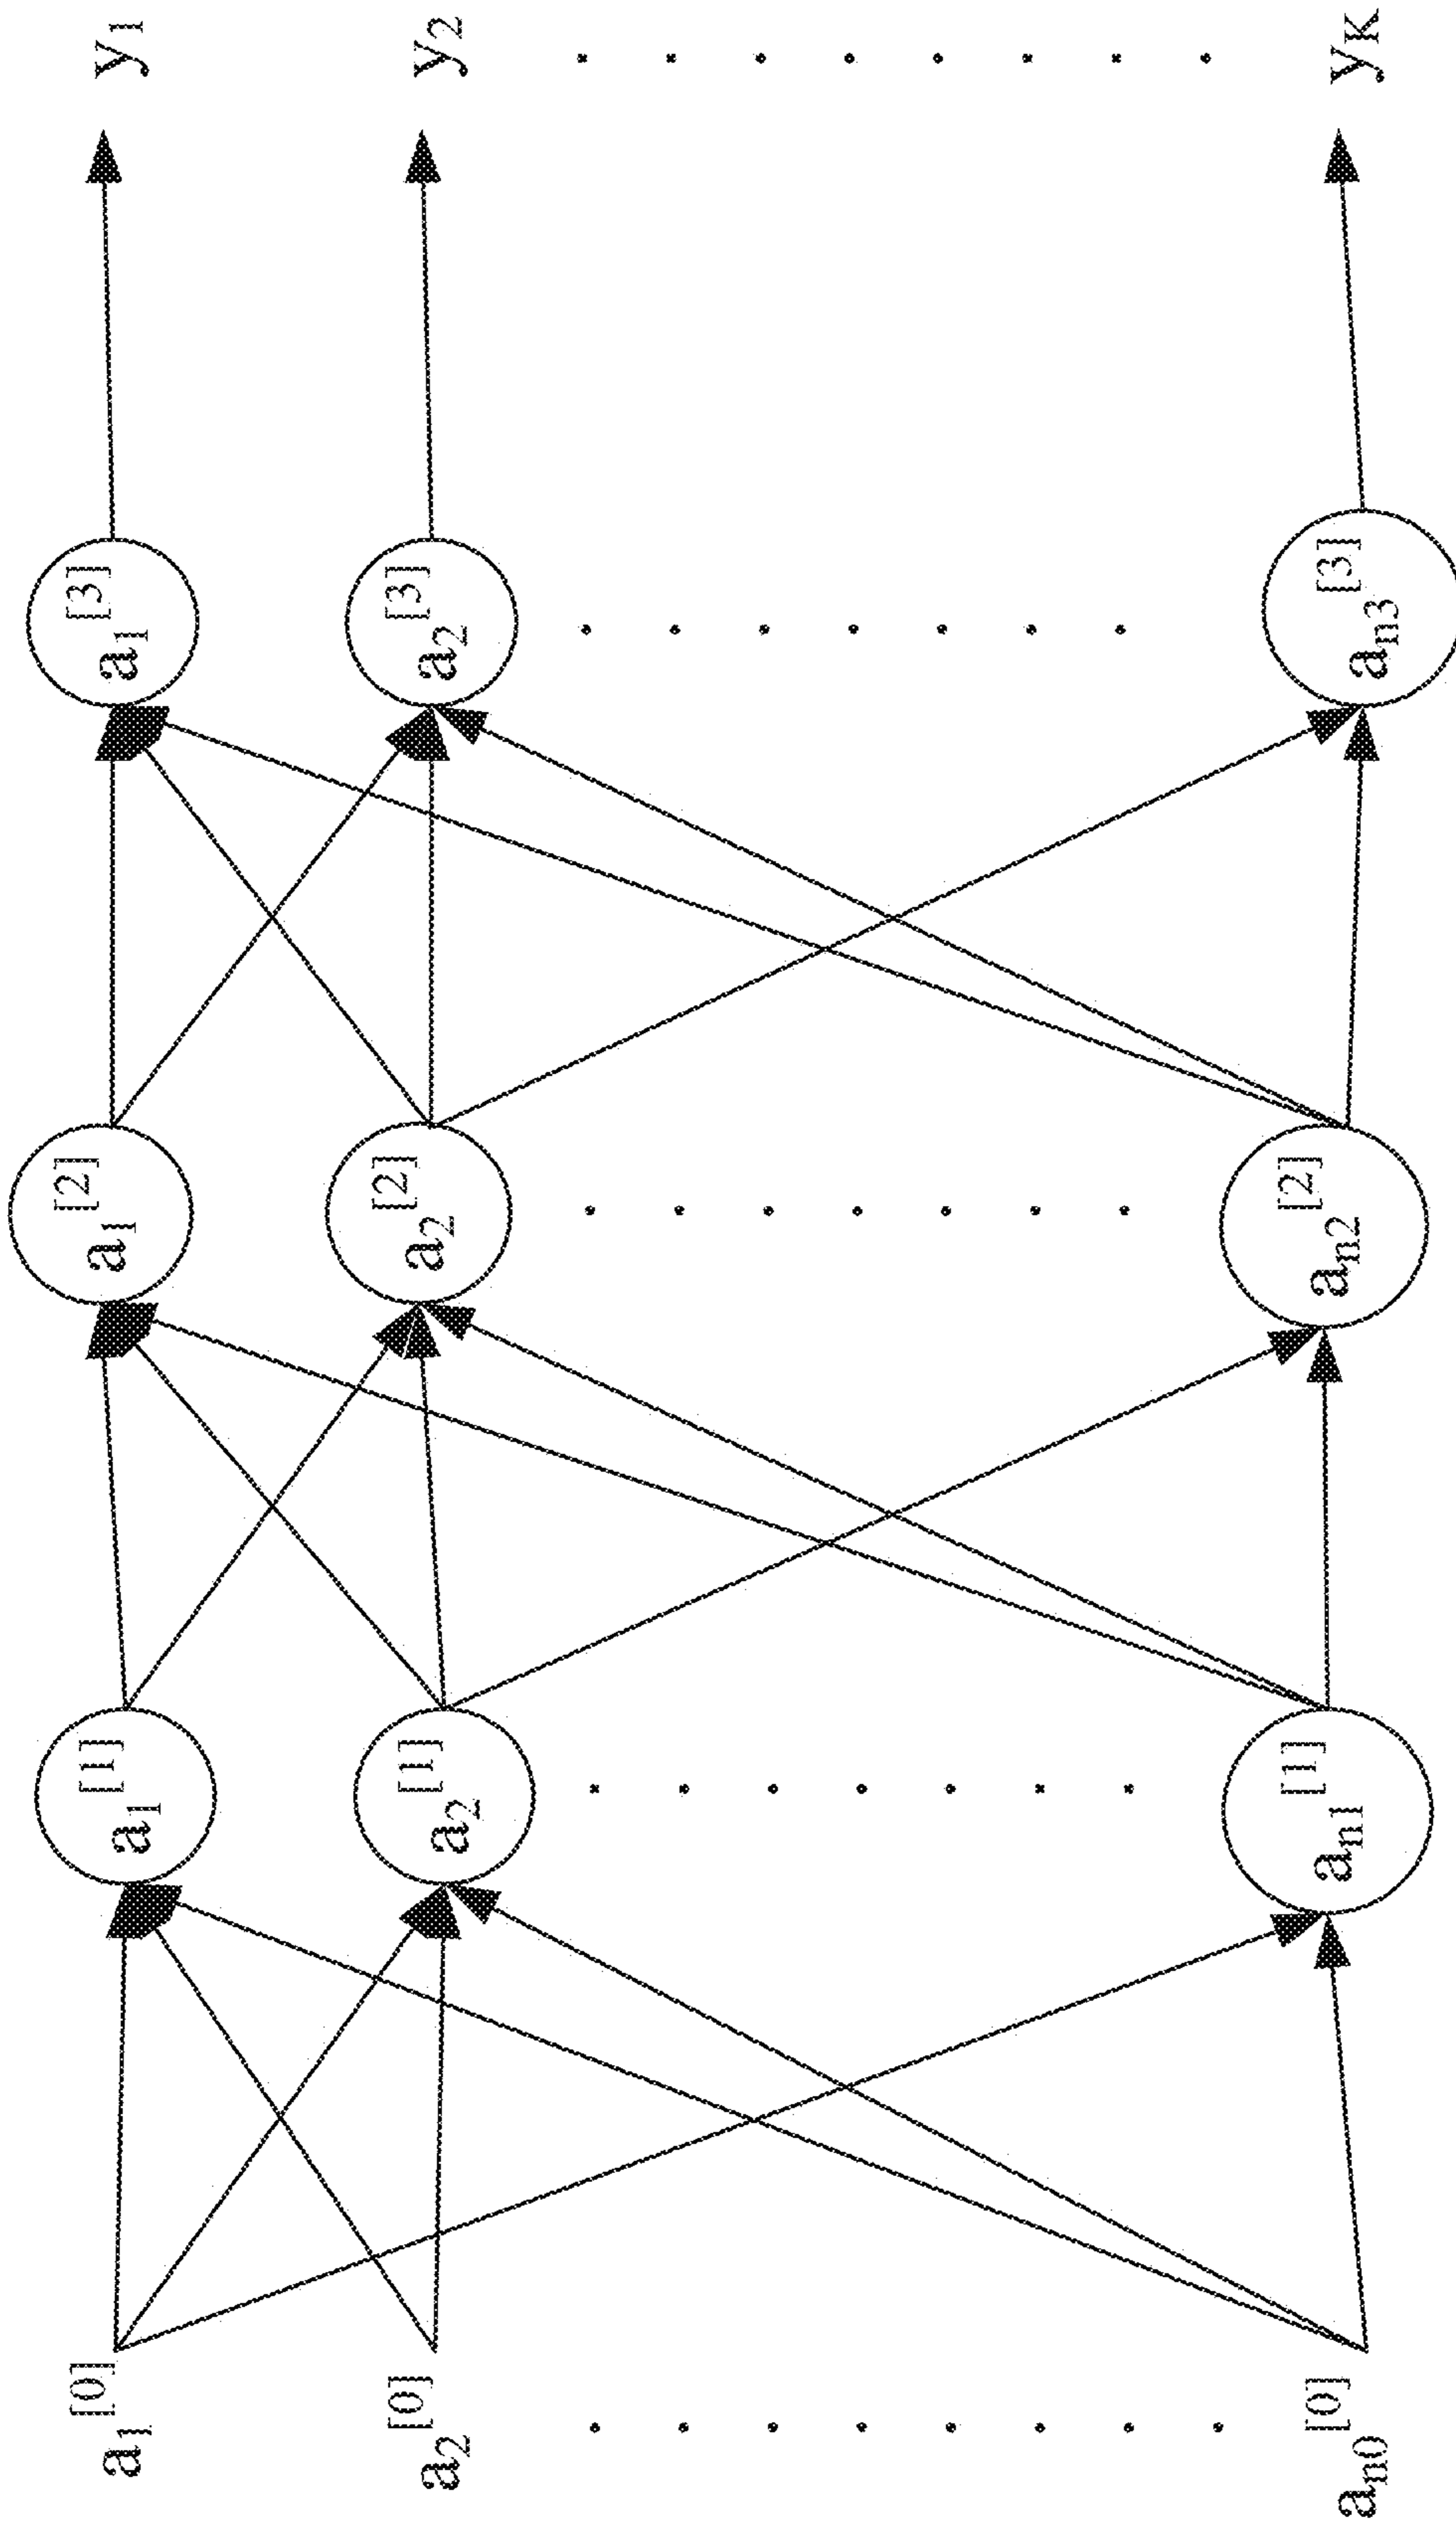 a₁[0] a₁[1] a₁[2] a₁[3] y₁
a₂[0] a₂[1] a₂[2] a₂[3] y₂
aₙ₀[0] aₙ₁[1] aₙ₂[2] aₙ₃[3] y_K